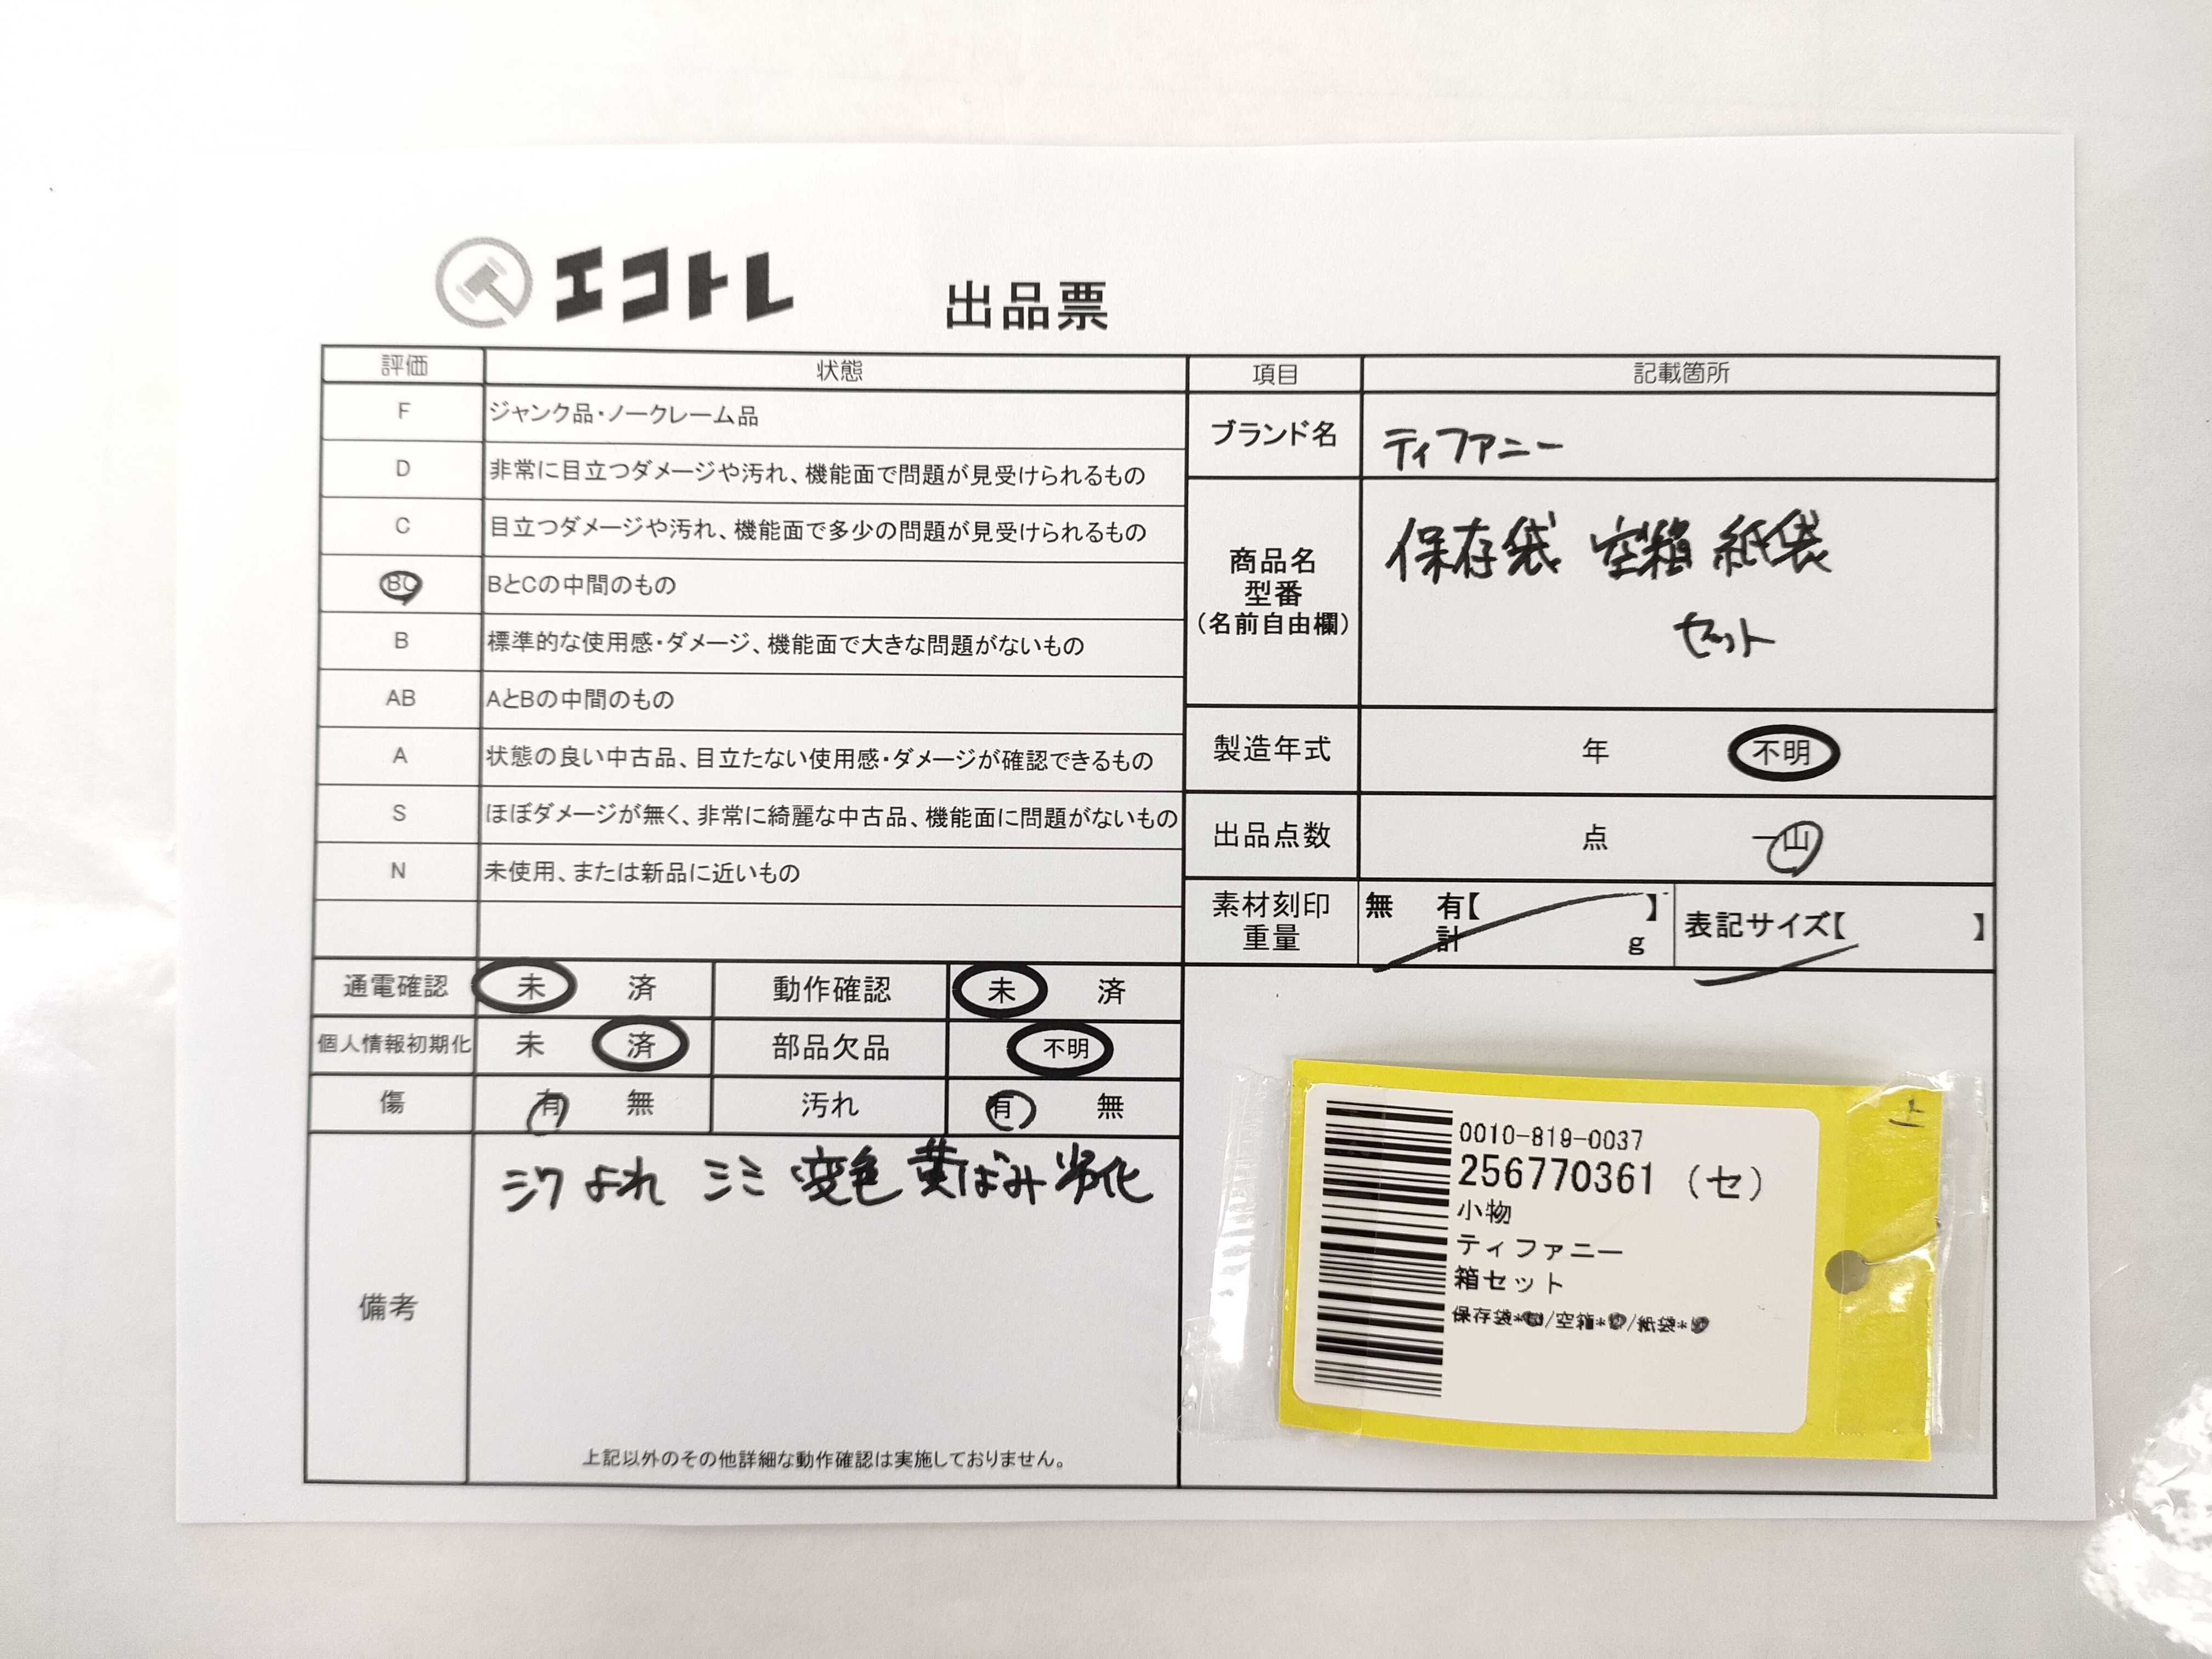 エコトレ
出品票
評価 状態
F ジャンク品・ノークレーム品
D 非常に目立つダメージや汚れ、機能面で問題が見受けられるもの
C 目立つダメージや汚れ、機能面で多少の問題が見受けられるもの
BC BとCの中間のもの
B 標準的な使用感・ダメージ、機能面で大きな問題がないもの
AB AとBの中間のもの
A 状態の良い中古品、目立たない使用感・ダメージが確認できるもの
S ほぼダメージが無く、非常に綺麗な中古品、機能面に問題がないもの
N 未使用、または新品に近いもの
通電確認 未 済 動作確認 未 済
個人情報初期化 未 済 部品欠品 不明
傷 有 無 汚れ 有 無
備考
シワ よれ シミ 変色 黄ばみ 劣化
上記以外のその他詳細な動作確認は実施しておりません。
項目 記載箇所
ブランド名 ティファニー
商品名
型番
(名前自由欄)
保存袋 空箱 紙袋
セット
製造年式 年 不明
出品点数 点 一山
素材刻印 無 有【 】 表記サイズ【 】
重量 計 g
0010-819-0037
256770361 (セ)
小物
ティファニー
箱セット
保存袋* /空箱* /紙袋*